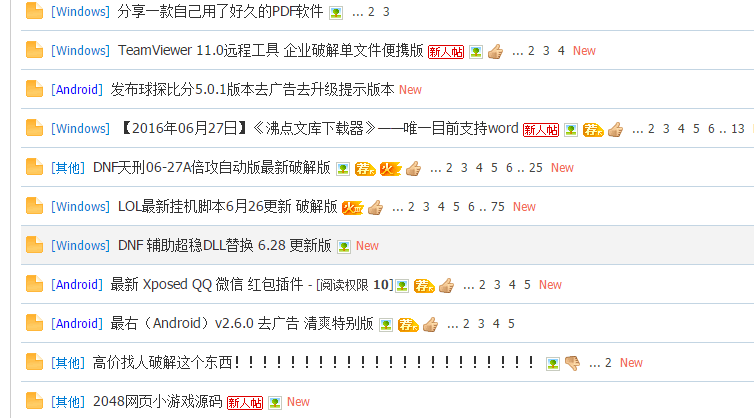 [Windows] 分享一款自己用了好久的PDF软件 ... 2 3
[Windows] TeamViewer 11.0远程工具 企业破解单文件便携版 新人帖 ... 2 3 4 New
[Android] 发布球探比分5.0.1版本去广告去升级提示版本 New
[Windows] 【2016年06月27日】《沸点文库下载器》——唯一目前支持word 新人帖 荐 ... 2 3 4 5 6 .. 13
[其他] DNF天刑06-27A倍攻自动版最新破解版 荐 火 ... 2 3 4 5 6 .. 25 New
[Windows] LOL最新挂机脚本6月26更新 破解版 火 ... 2 3 4 5 6 .. 75 New
[Windows] DNF 辅助超稳DLL替换 6.28 更新版 New
[Android] 最新 Xposed QQ 微信 红包插件 - [阅读权限 10] 荐 ... 2 3 4 5 New
[Android] 最右（Android）v2.6.0 去广告 清爽特别版 荐 ... 2 3 4 5
[其他] 高价找人破解这个东西！！！！！！！！！！！！！！！！！！！！！！ ... 2 New
[其他] 2048网页小游戏源码 新人帖 New